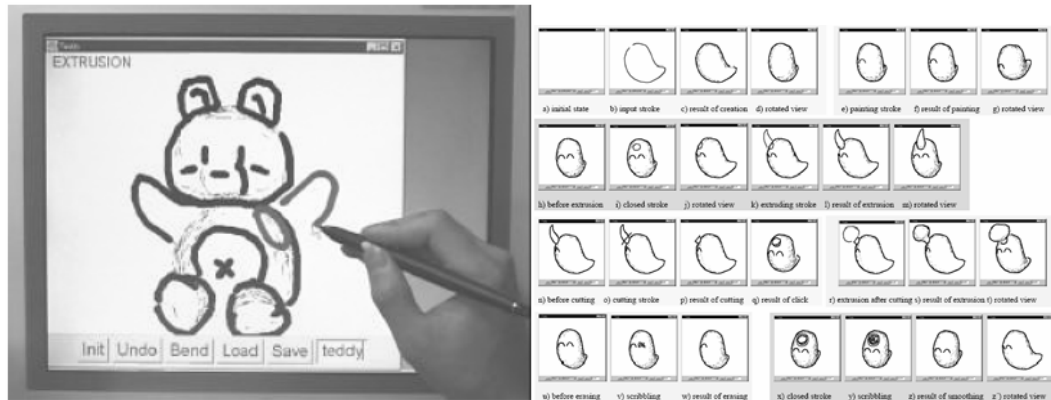 Teddy
EXTRUSION
Init Undo Bend Load Save teddy
a) initial state b) input stroke c) result of creation d) rotated view e) painting stroke f) result of painting g) rotated view
h) before extrusion i) closed stroke j) rotated view k) extruding stroke l) result of extrusion m) rotated view
n) before cutting o) cutting stroke p) result of cutting q) result of click r) extrusion after cutting s) result of extrusion t) rotated view
u) before erasing v) scribbling w) result of erasing x) closed stroke y) scribbling z) result of smoothing z') rotated view